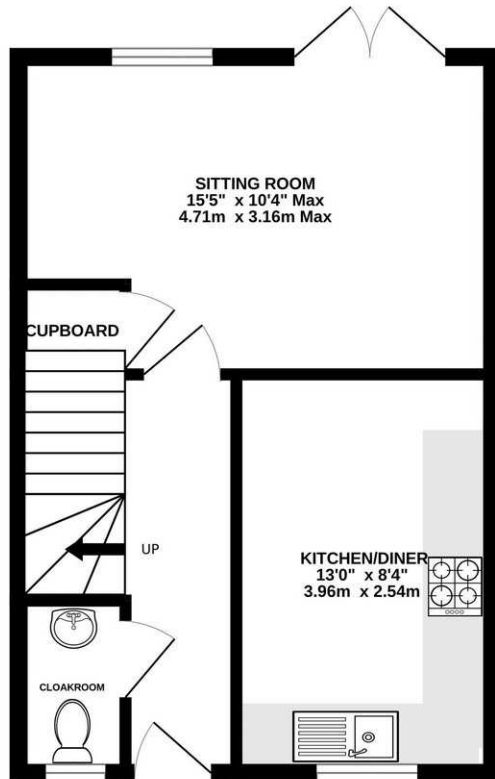 SITTING ROOM
15'5" x 10'4" Max
4.71m x 3.16m Max
CUPBOARD
UP
KITCHEN/DINER
13'0" x 8'4"
3.96m x 2.54m
CLOAKROOM